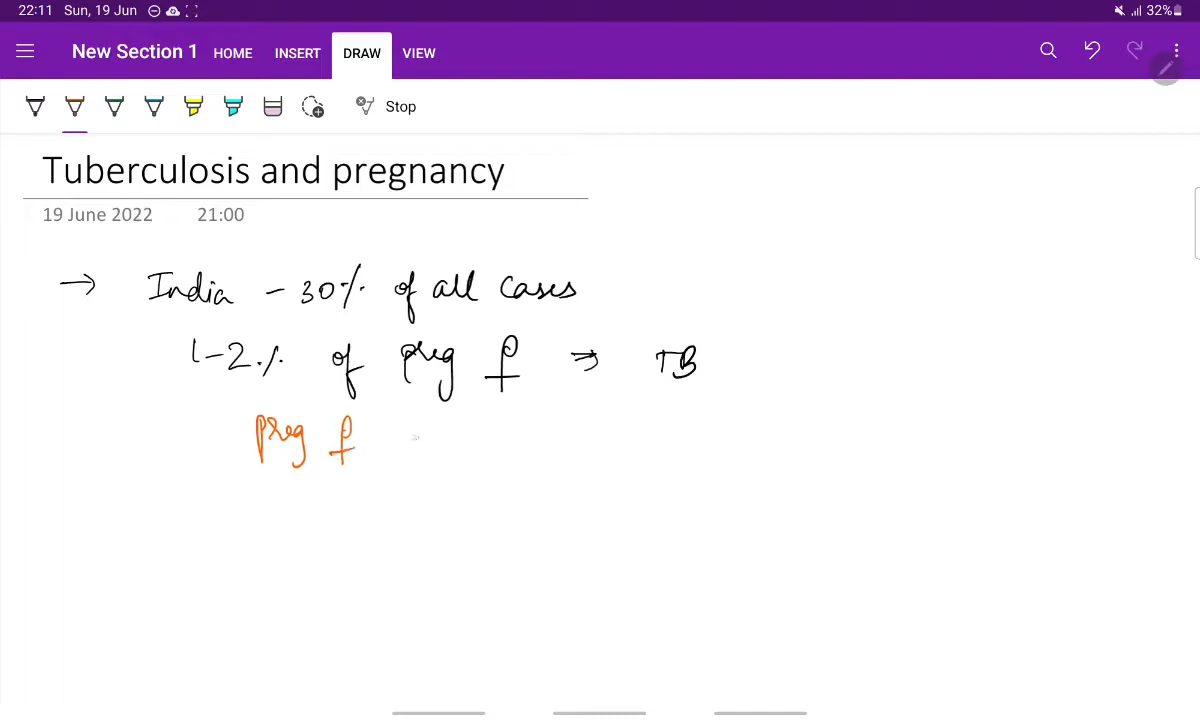 22:11 Sun, 19 Jun 32%
New Section 1 HOME INSERT DRAW VIEW
Stop
Tuberculosis and pregnancy
19 June 2022 21:00
→ India - 30% of all cases
1-2% of preg ♀ ⇒ TB
preg ♀